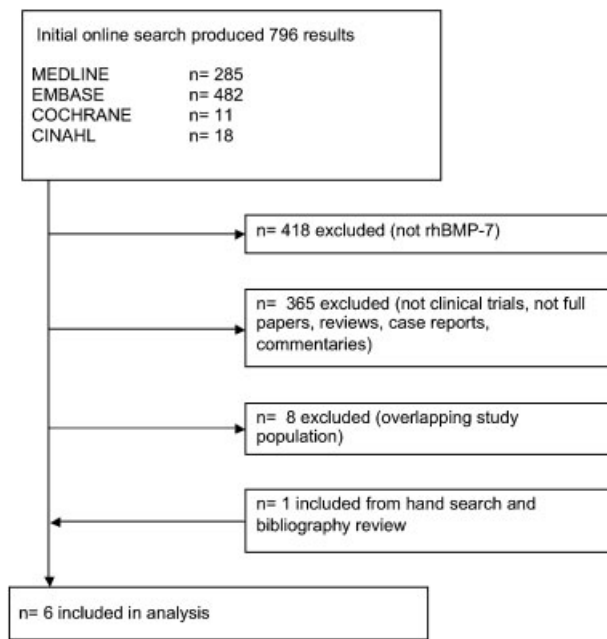 Initial online search produced 796 results
MEDLINE n= 285
EMBASE n= 482
COCHRANE n= 11
CINAHL n= 18
n= 418 excluded (not rhBMP-7)
n= 365 excluded (not clinical trials, not full
papers, reviews, case reports,
commentaries)
n= 8 excluded (overlapping study
population)
n= 1 included from hand search and
bibliography review
n= 6 included in analysis